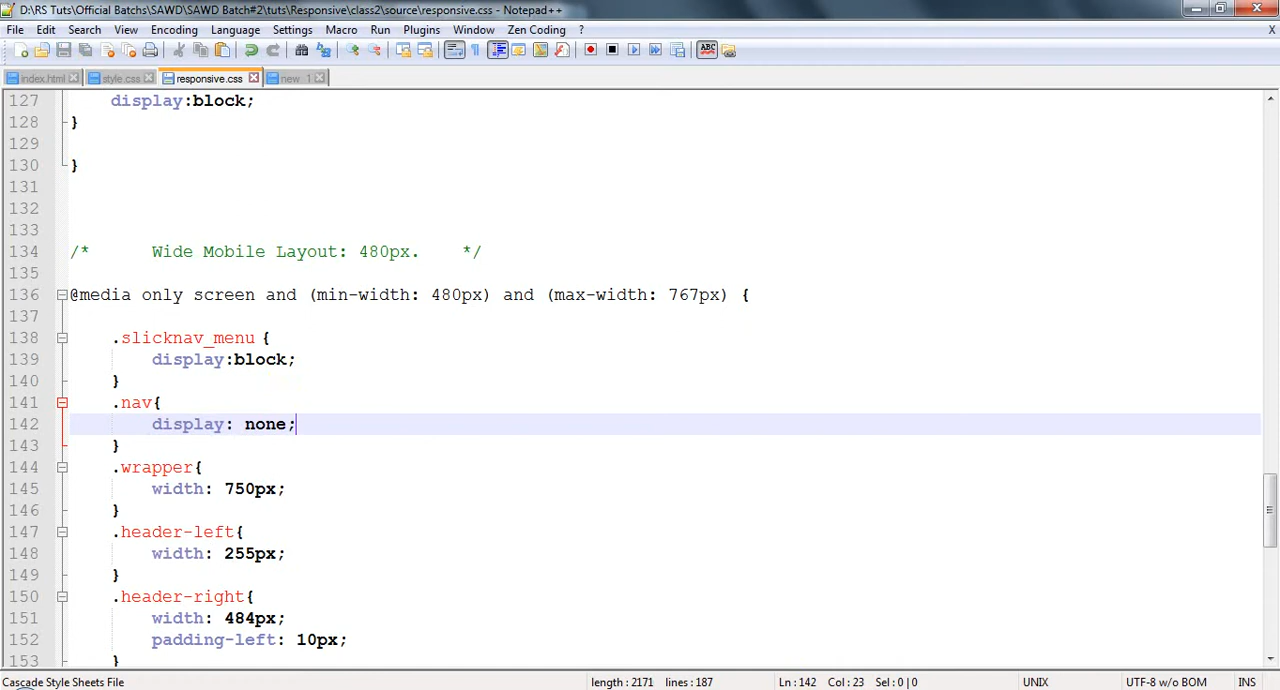 D:\RS Tuts\Official Batchs\SAWD\SAWD Batch#2\tuts\Responsive\class2\source\responsive.css - Notepad++
File Edit Search View Encoding Language Settings Macro Run Plugins Window Zen Coding ? X
ABC
index.html style.css responsive.css new 1
127 display:block;
128 }
129
130 }
131
132
133
134 /* Wide Mobile Layout: 480px. */
135
136 @media only screen and (min-width: 480px) and (max-width: 767px) {
137
138 .slicknav_menu {
139 display:block;
140 }
141 .nav{
142 display: none;
143 }
144 .wrapper{
145 width: 750px;
146 }
147 .header-left{
148 width: 255px;
149 }
150 .header-right{
151 width: 484px;
152 padding-left: 10px;
153 }
Cascade Style Sheets File length : 2171 lines : 187 Ln : 142 Col : 23 Sel : 0 | 0 UNIX UTF-8 w/o BOM INS